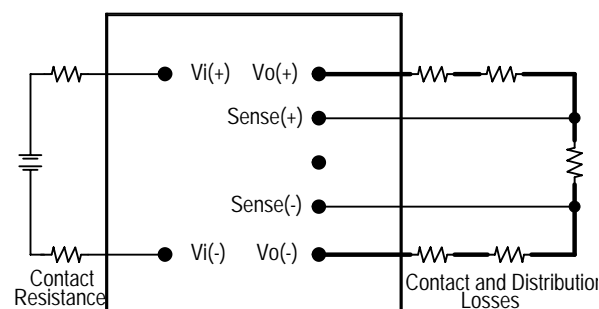 Vi(+) Vo(+)
Sense(+)
Sense(-)
Vi(-) Vo(-)
Contact
Resistance
Contact and Distribution
Losses